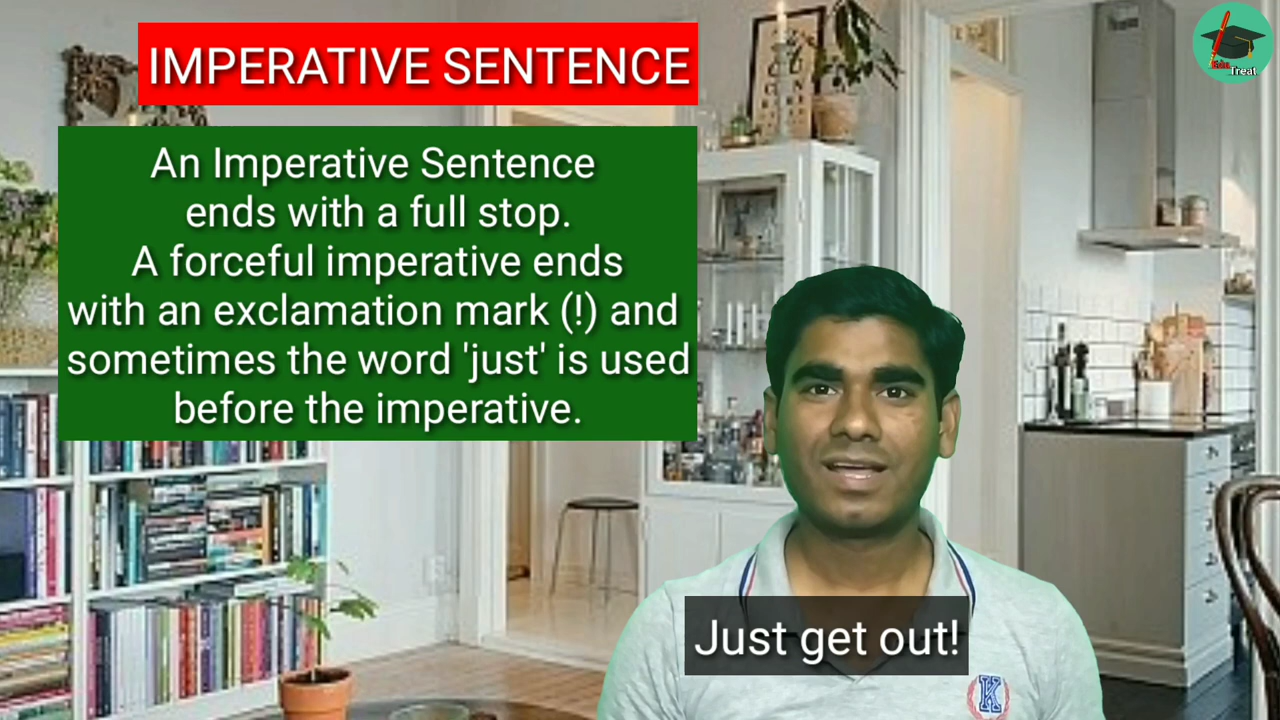 IMPERATIVE SENTENCE
An Imperative Sentence
ends with a full stop.
A forceful imperative ends
with an exclamation mark (!) and
sometimes the word 'just' is used
before the imperative.
Just get out!
Treat
K